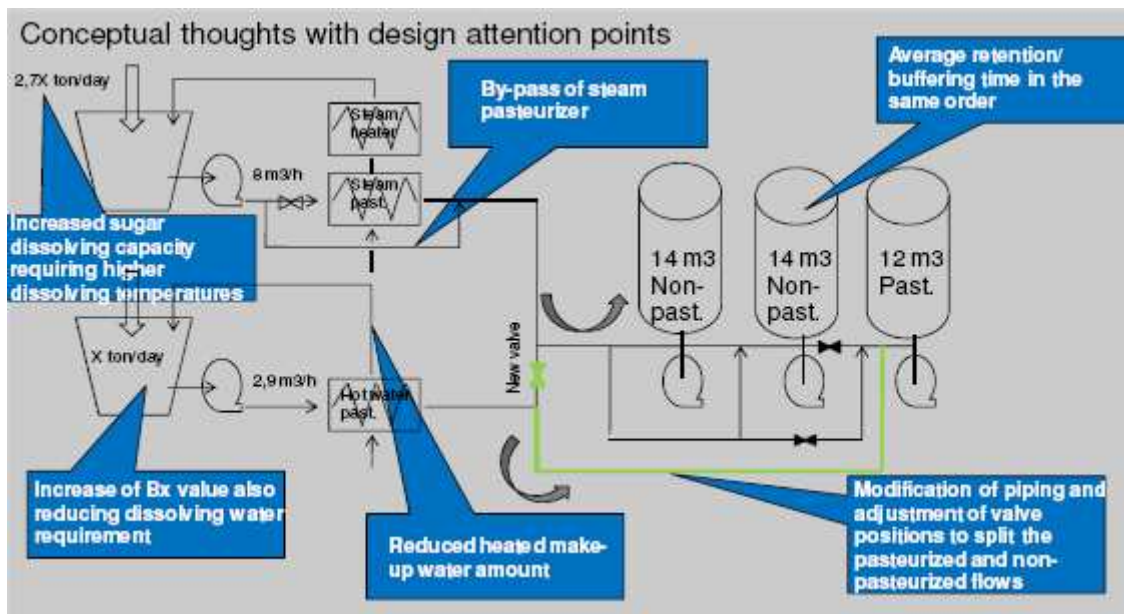 Conceptual thoughts with design attention points
2,7X ton/day
By-pass of steam
pasteurizer
Average retention/
buffering time in the
same order
Steam
heater
8 m3/h
Steam
past.
Increased sugar
dissolving capacity
requiring higher
dissolving temperatures
14 m3
Non-
past.
14 m3
Non-
past.
12 m3
Past.
X ton/day
2,9 m3/h
Hot water
past.
New valve
Increase of Bx value also
reducing dissolving water
requirement
Reduced heated make-
up water amount
Modification of piping and
adjustment of valve
positions to split the
pasteurized and non-
pasteurized flows